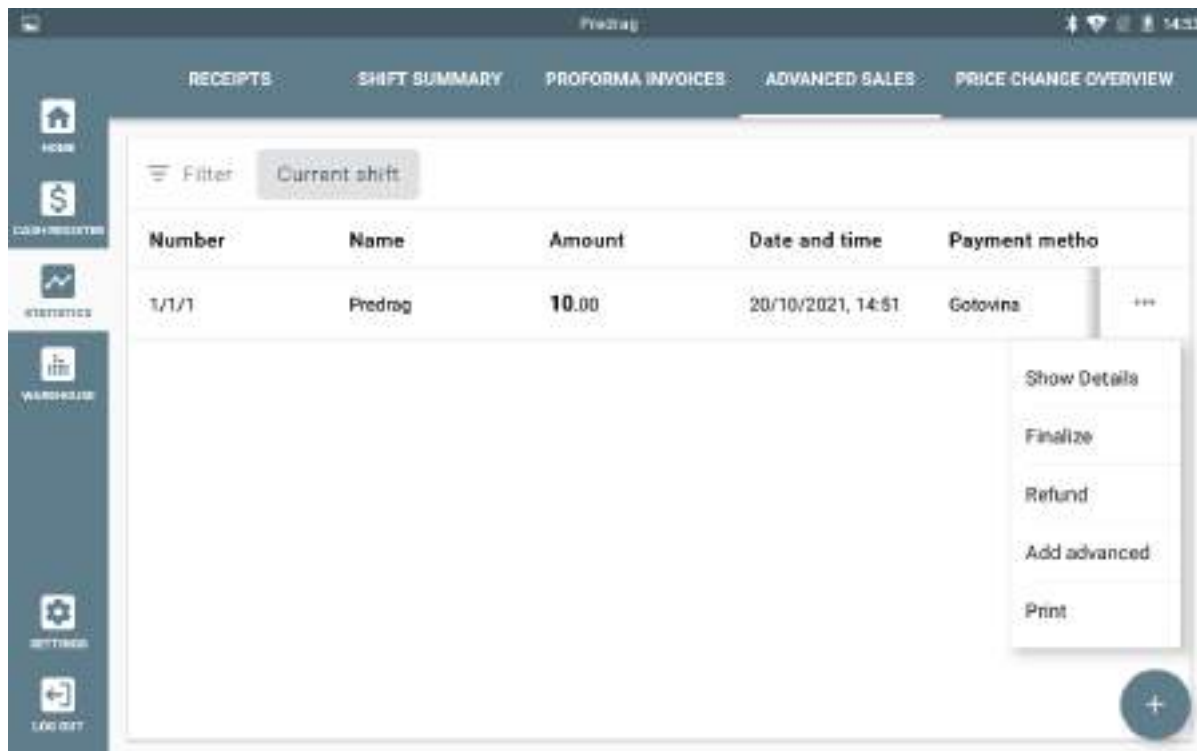 Predrag
14:53
RECEIPTS SHIFT SUMMARY PROFORMA INVOICES ADVANCED SALES PRICE CHANGE OVERVIEW
HOME
Filter Current shift
CASH REGISTER
Number Name Amount Date and time Payment metho
STATISTICS
1/1/1 Predrag 10.00 20/10/2021, 14:51 Gotovina
WAREHOUSE
Show Details
Finalize
Refund
Add advanced
Print
SETTINGS
LOG OUT